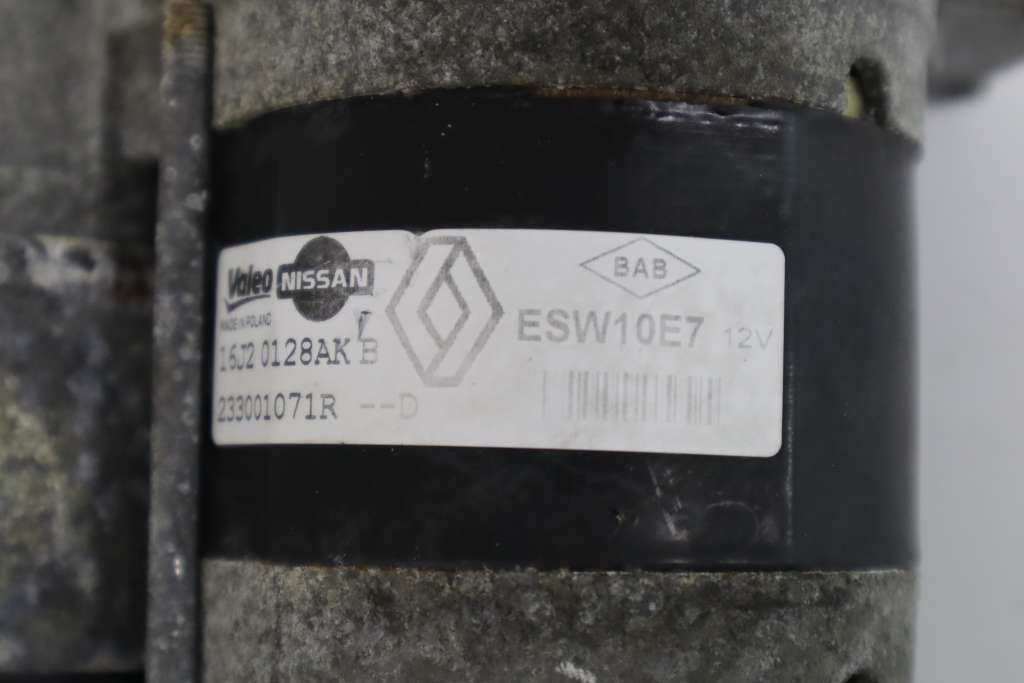 Valeo NISSAN
MADE IN POLAND
BAB
ESW10E7 12V
16J2 0128AK B
233001071R --D